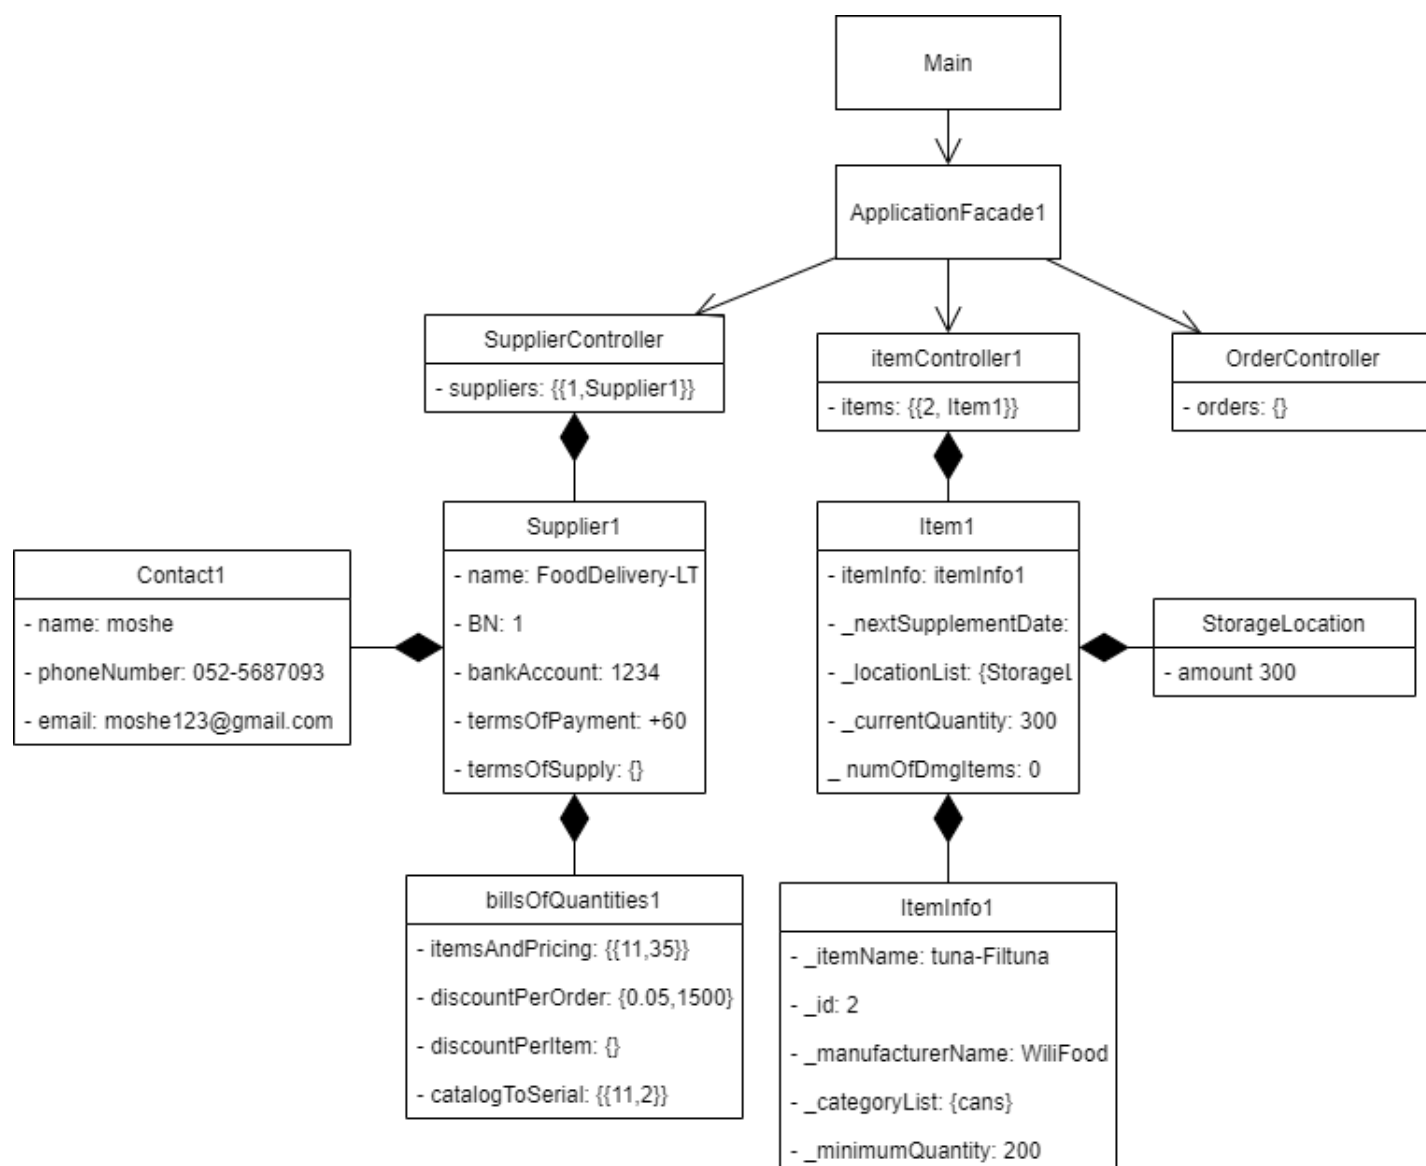 Main
ApplicationFacade1
SupplierController
- suppliers: {{1,Supplier1}}
itemController1
- items: {{2, Item1}}
OrderController
- orders: {}
Contact1
- name: moshe
- phoneNumber: 052-5687093
- email: moshe123@gmail.com
Supplier1
- name: FoodDelivery-LT
- BN: 1
- bankAccount: 1234
- termsOfPayment: +60
- termsOfSupply: {}
Item1
- itemInfo: itemInfo1
- _nextSupplementDate:
- _locationList: {StorageL
- _currentQuantity: 300
_ numOfDmgItems: 0
StorageLocation
- amount 300
billsOfQuantities1
- itemsAndPricing: {{11,35}}
- discountPerOrder: {0.05,1500}
- discountPerItem: {}
- catalogToSerial: {{11,2}}
ItemInfo1
- _itemName: tuna-Filtuna
- _id: 2
- _manufacturerName: WiliFood
- _categoryList: {cans}
- _minimumQuantity: 200